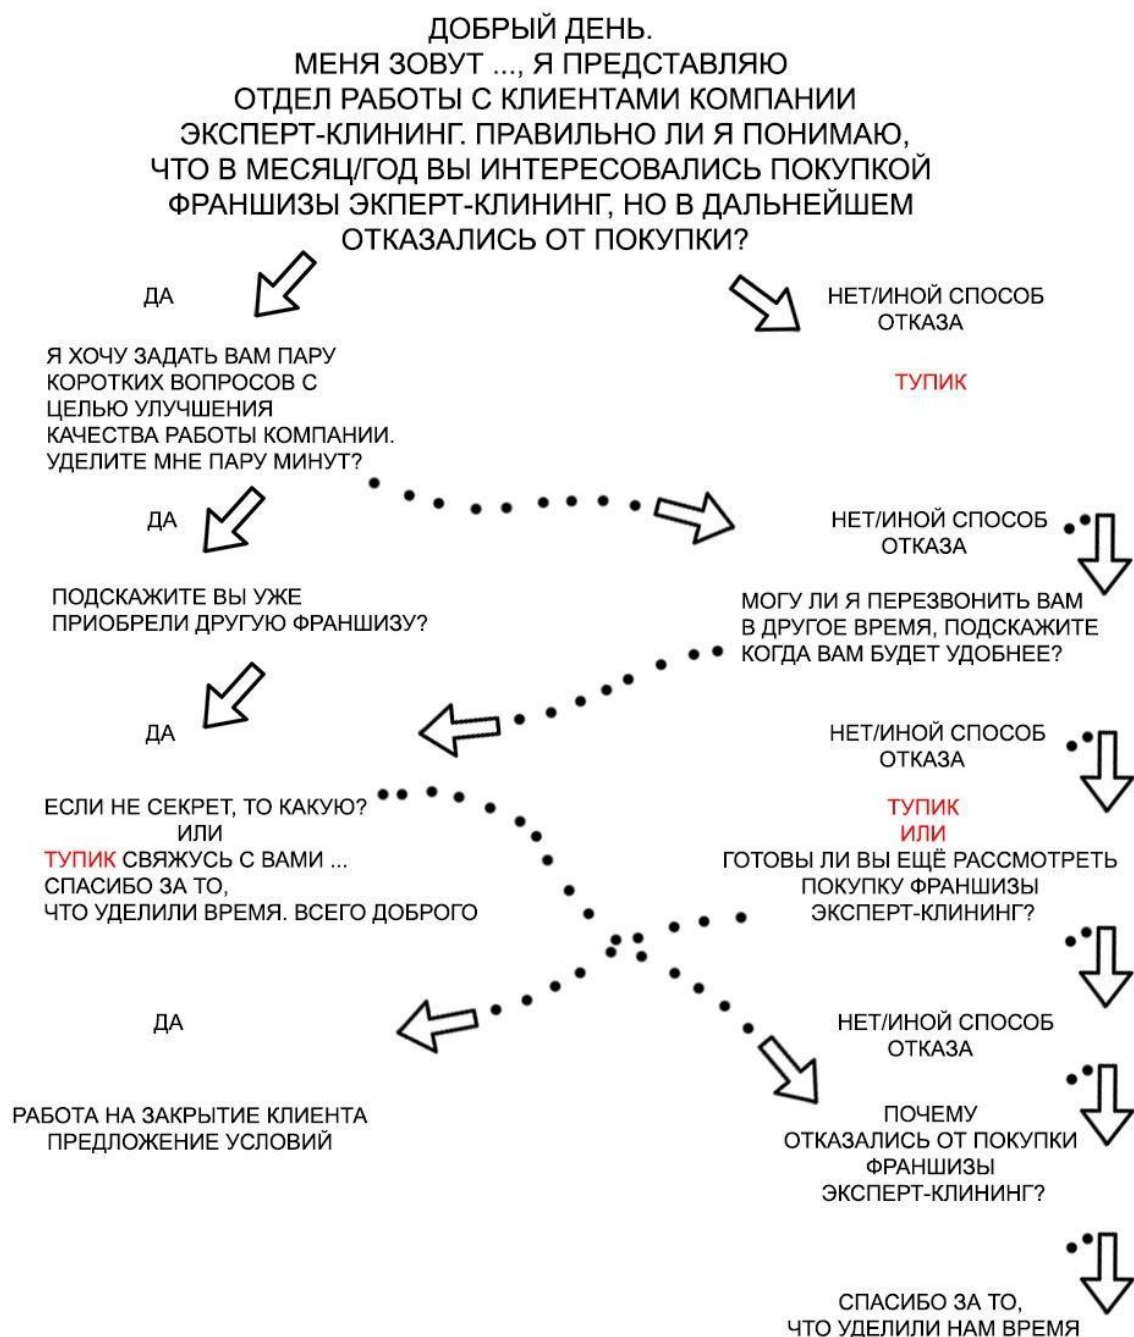 ДОБРЫЙ ДЕНЬ.
МЕНЯ ЗОВУТ ..., Я ПРЕДСТАВЛЯЮ
ОТДЕЛ РАБОТЫ С КЛИЕНТАМИ КОМПАНИИ
ЭКСПЕРТ-КЛИНИНГ. ПРАВИЛЬНО ЛИ Я ПОНИМАЮ,
ЧТО В МЕСЯЦ/ГОД ВЫ ИНТЕРЕСОВАЛИСЬ ПОКУПКОЙ
ФРАНШИЗЫ ЭКПЕРТ-КЛИНИНГ, НО В ДАЛЬНЕЙШЕМ
ОТКАЗАЛИСЬ ОТ ПОКУПКИ?
ДА
НЕТ/ИНОЙ СПОСОБ
ОТКАЗА
Я ХОЧУ ЗАДАТЬ ВАМ ПАРУ
КОРОТКИХ ВОПРОСОВ С
ЦЕЛЬЮ УЛУЧШЕНИЯ
КАЧЕСТВА РАБОТЫ КОМПАНИИ.
УДЕЛИТЕ МНЕ ПАРУ МИНУТ?
ТУПИК
ДА
НЕТ/ИНОЙ СПОСОБ
ОТКАЗА
ПОДСКАЖИТЕ ВЫ УЖЕ
ПРИОБРЕЛИ ДРУГУЮ ФРАНШИЗУ?
МОГУ ЛИ Я ПЕРЕЗВОНИТЬ ВАМ
В ДРУГОЕ ВРЕМЯ, ПОДСКАЖИТЕ
КОГДА ВАМ БУДЕТ УДОБНЕЕ?
ДА
НЕТ/ИНОЙ СПОСОБ
ОТКАЗА
ЕСЛИ НЕ СЕКРЕТ, ТО КАКУЮ?
ИЛИ
ТУПИК СВЯЖУСЬ С ВАМИ ...
СПАСИБО ЗА ТО,
ЧТО УДЕЛИЛИ ВРЕМЯ. ВСЕГО ДОБРОГО
ТУПИК
ИЛИ
ГОТОВЫ ЛИ ВЫ ЕЩЁ РАССМОТРЕТЬ
ПОКУПКУ ФРАНШИЗЫ
ЭКСПЕРТ-КЛИНИНГ?
ДА
НЕТ/ИНОЙ СПОСОБ
ОТКАЗА
РАБОТА НА ЗАКРЫТИЕ КЛИЕНТА
ПРЕДЛОЖЕНИЕ УСЛОВИЙ
ПОЧЕМУ
ОТКАЗАЛИСЬ ОТ ПОКУПКИ
ФРАНШИЗЫ
ЭКСПЕРТ-КЛИНИНГ?
СПАСИБО ЗА ТО,
ЧТО УДЕЛИЛИ НАМ ВРЕМЯ